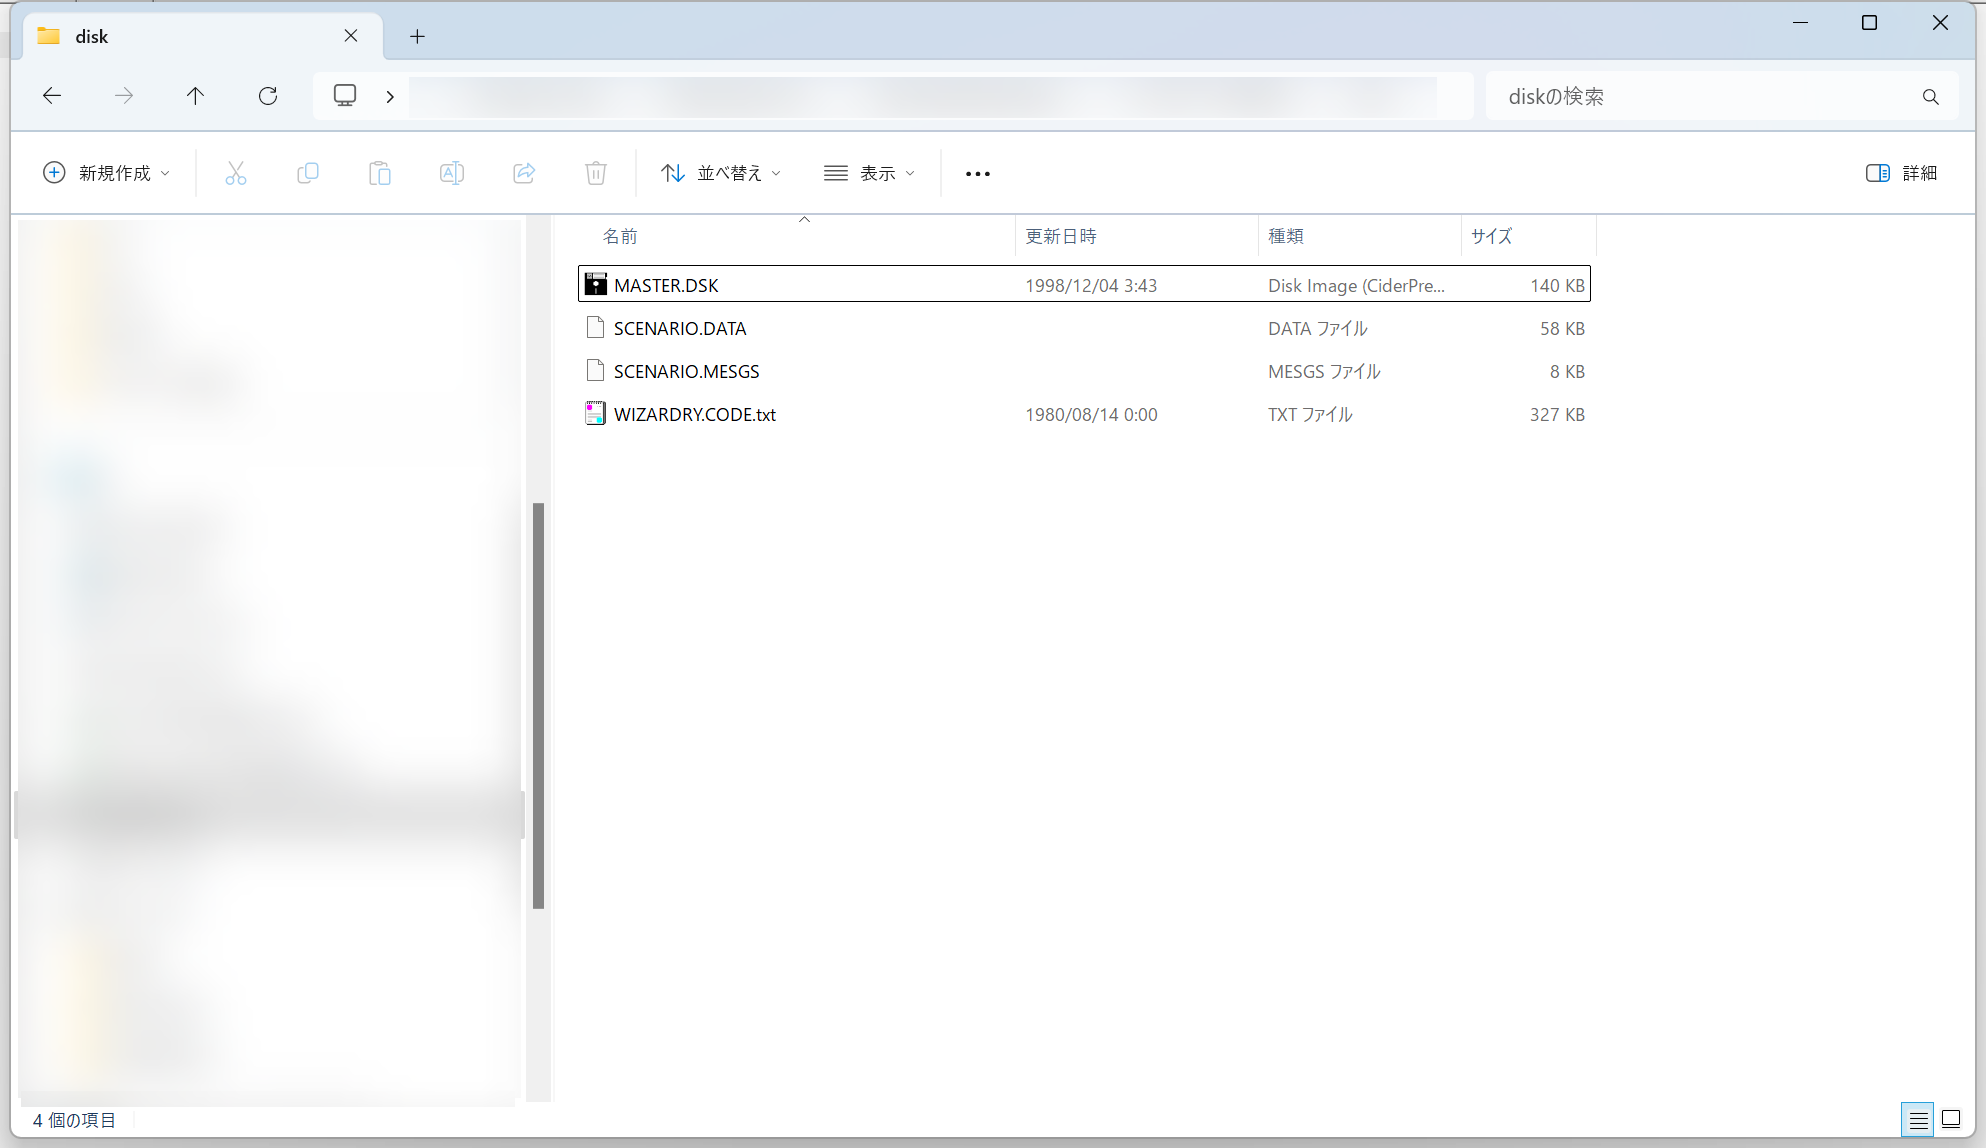 disk
diskの検索
新規作成 並べ替え 表示 詳細
名前 更新日時 種類 サイズ
MASTER.DSK 1998/12/04 3:43 Disk Image (CiderPre... 140 KB
SCENARIO.DATA DATA ファイル 58 KB
SCENARIO.MESGS MESGS ファイル 8 KB
WIZARDRY.CODE.txt 1980/08/14 0:00 TXT ファイル 327 KB
4 個の項目